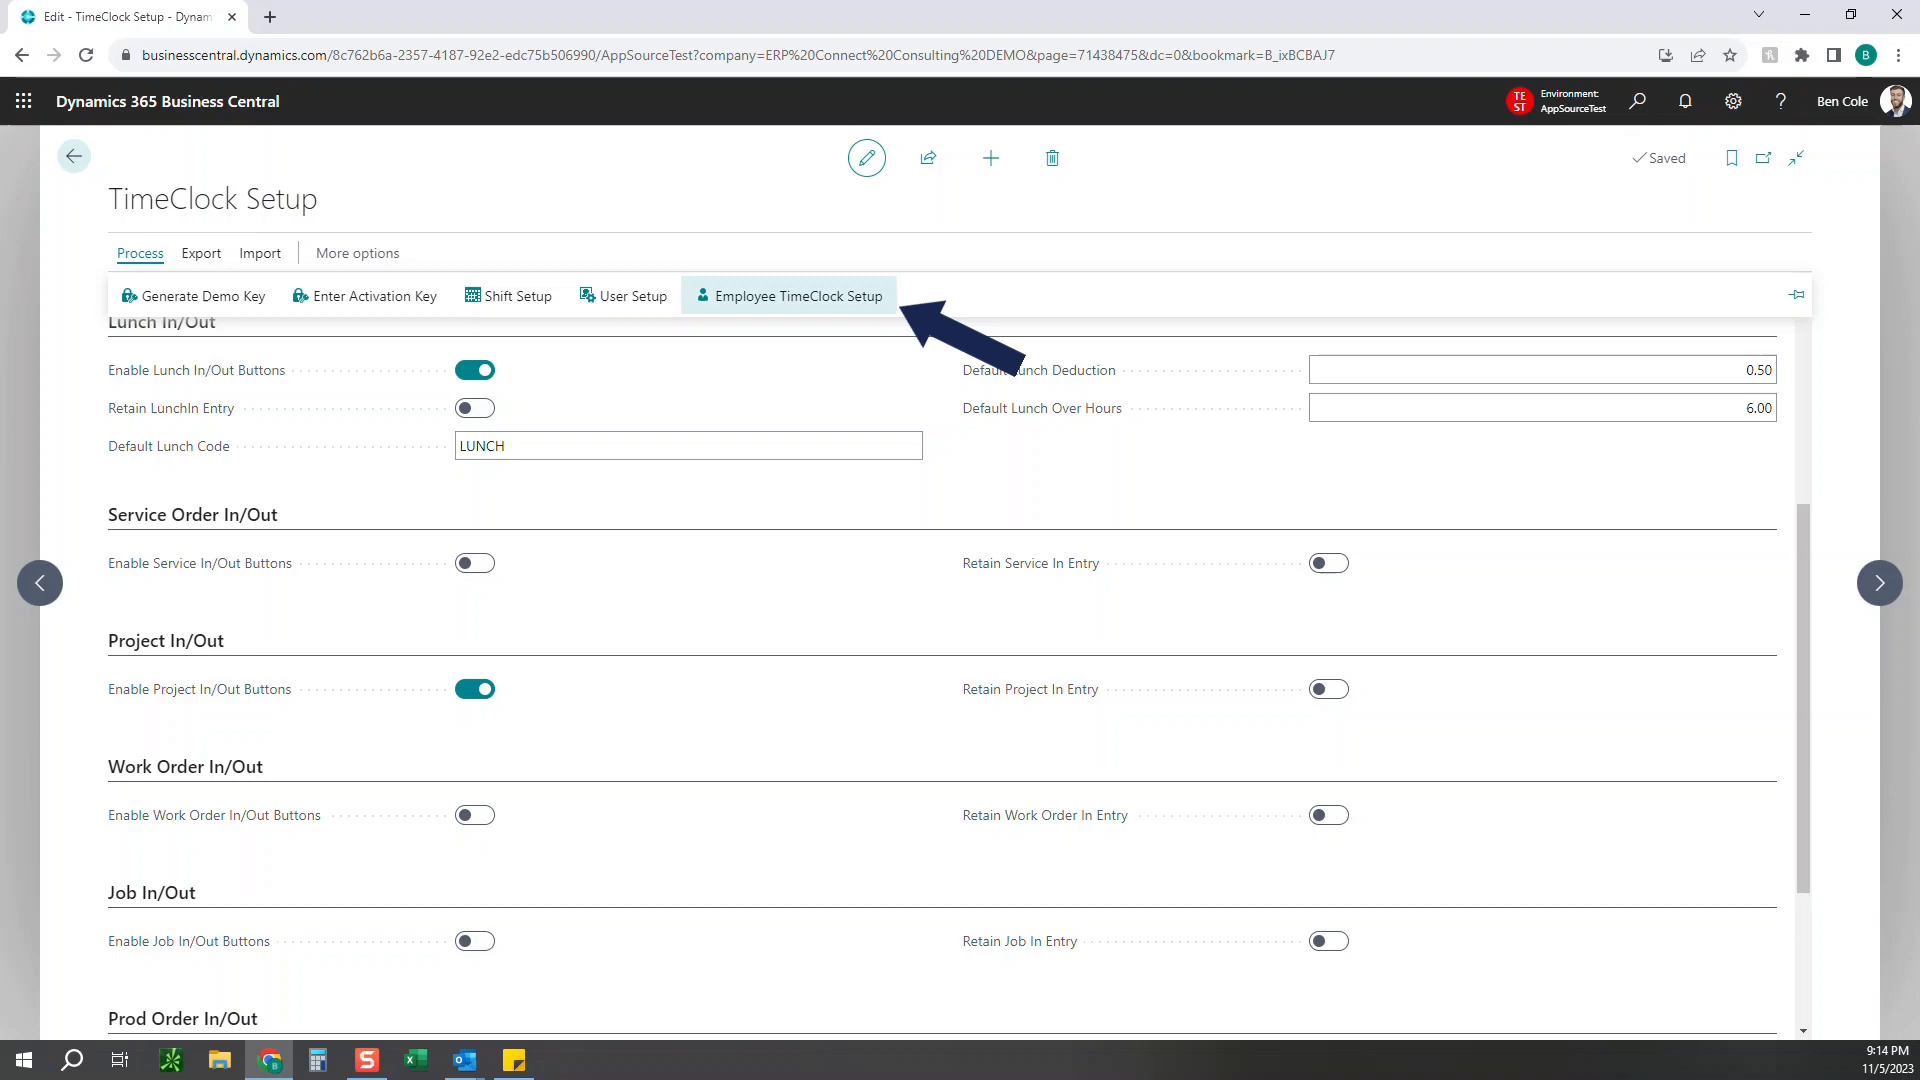 Edit - TimeClock Setup - Dynam
businesscentral.dynamics.com/8c762b6a-2357-4187-92e2-edc75b506990/AppSourceTest?company=ERP%20Connect%20Consulting%20DEMO&page=71438475&dc=0&bookmark=B_ixBCBAJ7
B
Dynamics 365 Business Central
TE
ST
Environment:
AppSourceTest
Ben Cole
Saved
TimeClock Setup
Process Export Import More options
Generate Demo Key Enter Activation Key Shift Setup User Setup Employee TimeClock Setup
Lunch In/Out
Enable Lunch In/Out Buttons
Default Lunch Deduction 0.50
Retain LunchIn Entry
Default Lunch Over Hours 6.00
Default Lunch Code LUNCH
Service Order In/Out
Enable Service In/Out Buttons
Retain Service In Entry
Project In/Out
Enable Project In/Out Buttons
Retain Project In Entry
Work Order In/Out
Enable Work Order In/Out Buttons
Retain Work Order In Entry
Job In/Out
Enable Job In/Out Buttons
Retain Job In Entry
Prod Order In/Out
9:14 PM
11/5/2023